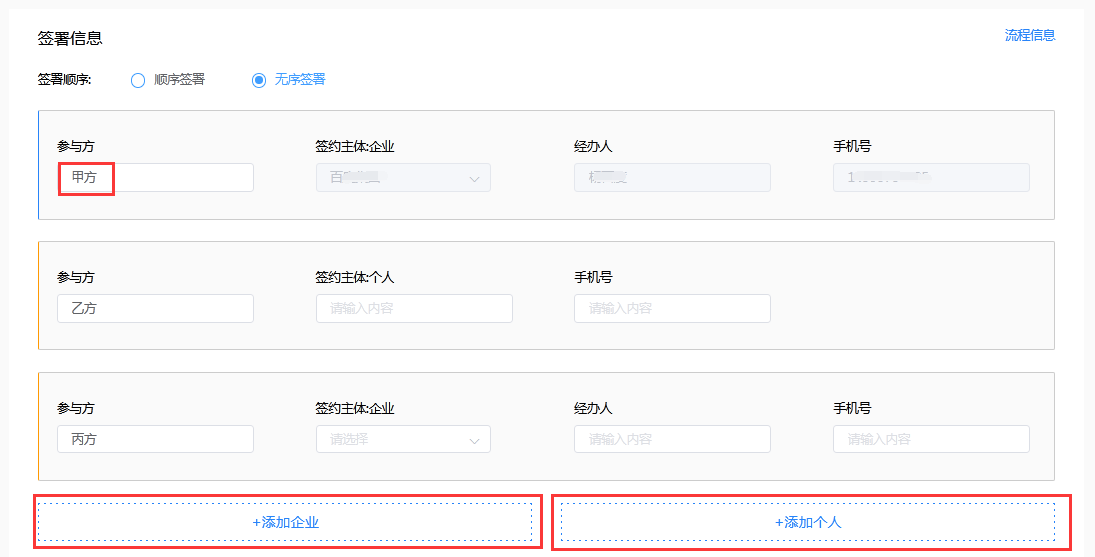 签署信息
流程信息
签署顺序: 顺序签署 无序签署
参与方 签约主体:企业 经办人 手机号
甲方
参与方 签约主体:个人 手机号
乙方 请输入内容 请输入内容
参与方 签约主体:企业 经办人 手机号
丙方 请选择 请输入内容 请输入内容
+添加企业 +添加个人